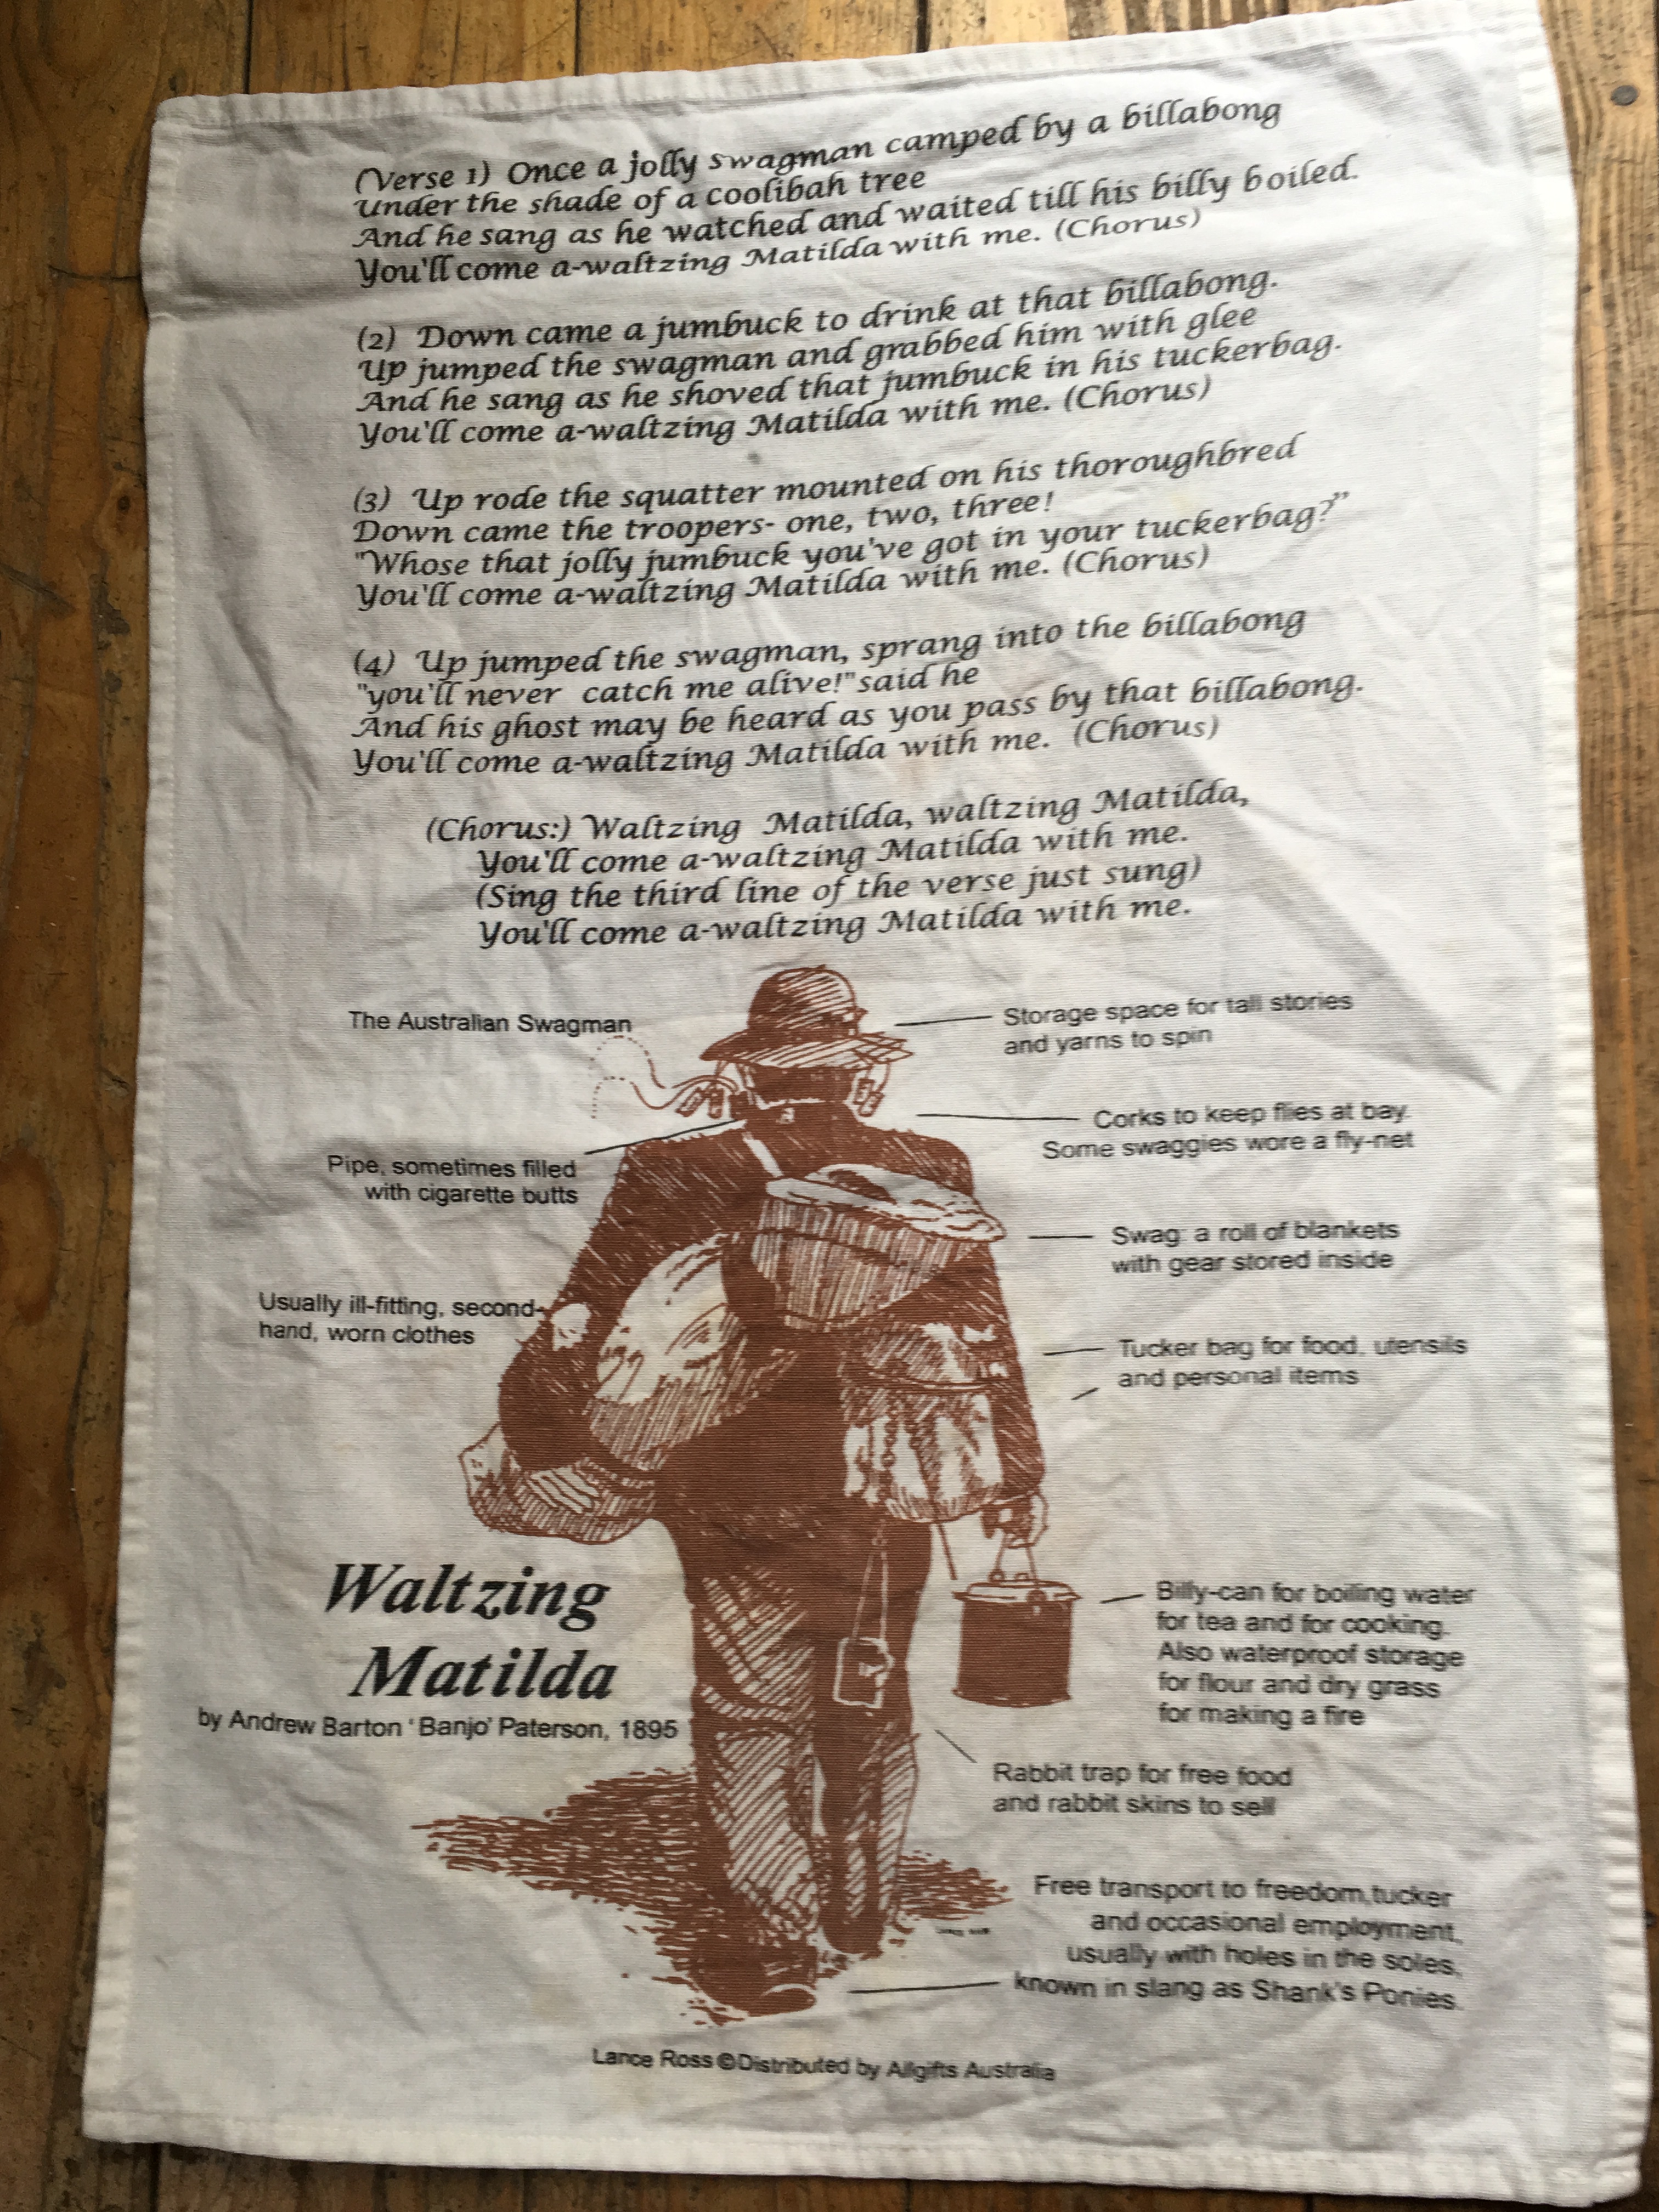 (Verse 1) Once a jolly swagman camped by a billabong
Under the shade of a coolibah tree
And he sang as he watched and waited till his billy boiled.
You'll come a-waltzing Matilda with me. (Chorus)
(2) Down came a jumbuck to drink at that billabong.
Up jumped the swagman and grabbed him with glee
And he sang as he shoved that jumbuck in his tuckerbag.
You'll come a-waltzing Matilda with me. (Chorus)
(3) Up rode the squatter mounted on his thoroughbred
Down came the troopers- one, two, three!
"Whose that jolly jumbuck you've got in your tuckerbag?"
You'll come a-waltzing Matilda with me. (Chorus)
(4) Up jumped the swagman, sprang into the billabong
"you'll never catch me alive!" said he
And his ghost may be heard as you pass by that billabong.
You'll come a-waltzing Matilda with me. (Chorus)
(Chorus:) Waltzing Matilda, waltzing Matilda,
You'll come a-waltzing Matilda with me.
(Sing the third line of the verse just sung)
You'll come a-waltzing Matilda with me.
The Australian Swagman
Storage space for tall stories
and yarns to spin
Corks to keep flies at bay.
Some swaggies wore a fly-net
Pipe, sometimes filled
with cigarette butts
Swag: a roll of blankets
with gear stored inside
Usually ill-fitting, second-
hand, worn clothes
Tucker bag for food, utensils
and personal items
Waltzing
Matilda
by Andrew Barton 'Banjo' Paterson, 1895
Billy-can for boiling water
for tea and for cooking.
Also waterproof storage
for flour and dry grass
for making a fire
Rabbit trap for free food
and rabbit skins to sell
Free transport to freedom,tucker
and occasional employment,
usually with holes in the soles,
known in slang as Shank's Ponies.
Lance Ross ©Distributed by Allgifts Australia